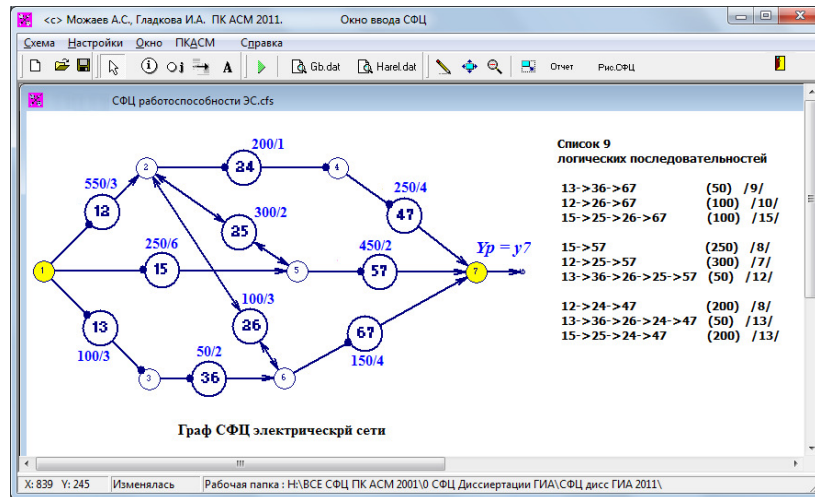 <c> Можаев А.С., Гладкова И.А. ПК АСМ 2011. Окно ввода СФЦ
Схема Настройки Окно ПКАСМ Справка
A Gb.dat Harel.dat Отчет Рис.СФЦ
СФЦ работоспособности ЭС.cfs
200/1
2 24 4
550/3
12
300/2
25
250/4
47
250/6
450/2
Yp = y7
1 15 5 57 7
100/3
26
13
100/3
50/2
67
150/4
3 36 6
Граф СФЦ электрическрй сети
Список 9
логических последовательностей
13->36->67 (50) /9/
12->26->67 (100) /10/
15->25->26->67 (100) /15/
15->57 (250) /8/
12->25->57 (300) /7/
13->36->26->25->57 (50) /12/
12->24->47 (200) /8/
13->36->26->24->47 (50) /13/
15->25->24->47 (200) /13/
X: 839 Y: 245 Изменялась Рабочая папка : H:\ВСЕ СФЦ ПК АСМ 2001\0 СФЦ Диссиертации ГИА\СФЦ дисс ГИА 2011\